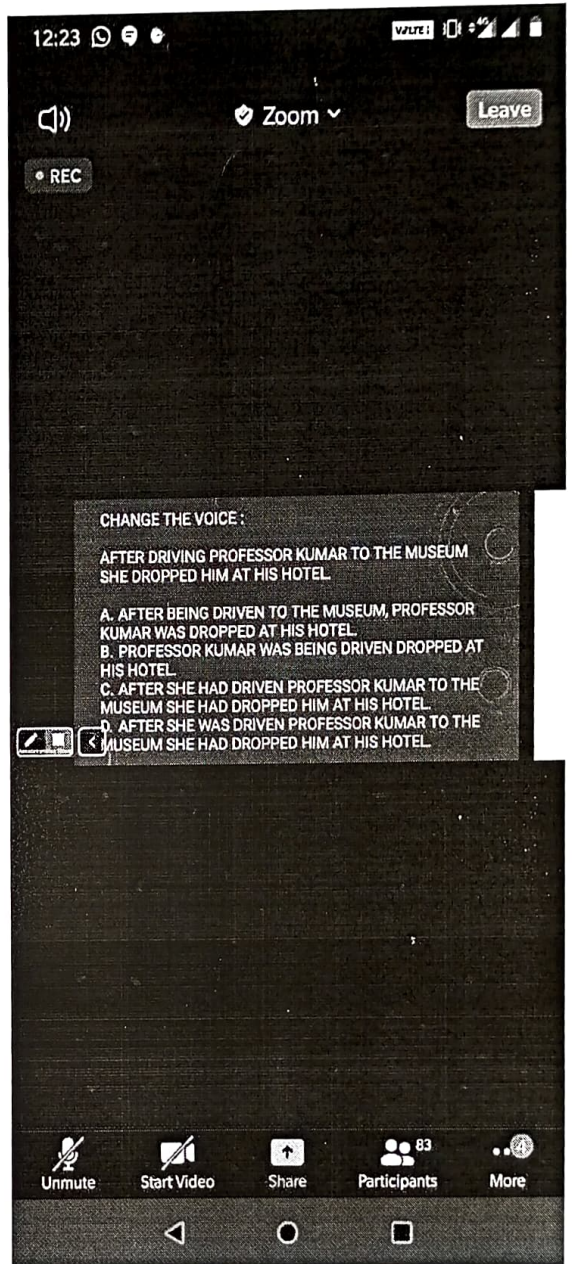 12:23
VoLTE 4G
Zoom
Leave
REC
CHANGE THE VOICE :
AFTER DRIVING PROFESSOR KUMAR TO THE MUSEUM
SHE DROPPED HIM AT HIS HOTEL.
A. AFTER BEING DRIVEN TO THE MUSEUM, PROFESSOR
KUMAR WAS DROPPED AT HIS HOTEL.
B. PROFESSOR KUMAR WAS BEING DRIVEN DROPPED AT
HIS HOTEL.
C. AFTER SHE HAD DRIVEN PROFESSOR KUMAR TO THE
MUSEUM SHE HAD DROPPED HIM AT HIS HOTEL.
D. AFTER SHE WAS DRIVEN PROFESSOR KUMAR TO THE
MUSEUM SHE HAD DROPPED HIM AT HIS HOTEL.
83
Unmute Start Video Share Participants More